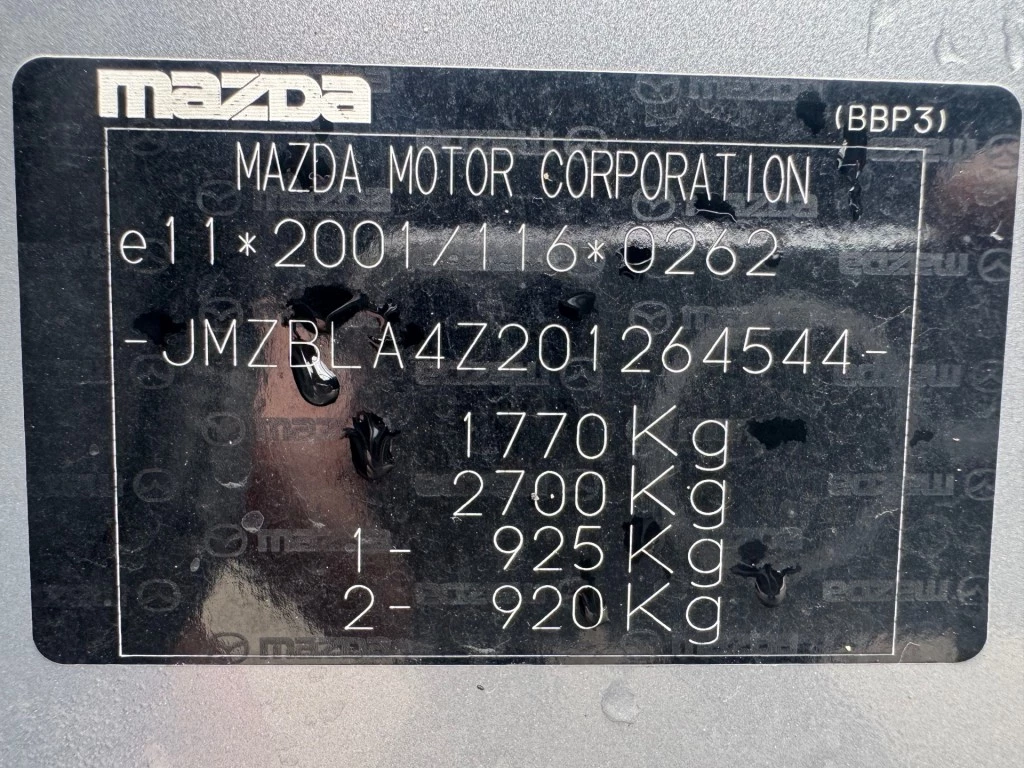 mazda
(BBP3)
MAZDA MOTOR CORPORATION
e11*2001/116*0262
-JMZBLA4Z201264544-
1770 Kg
2700 Kg
1- 925 Kg
2- 920 Kg